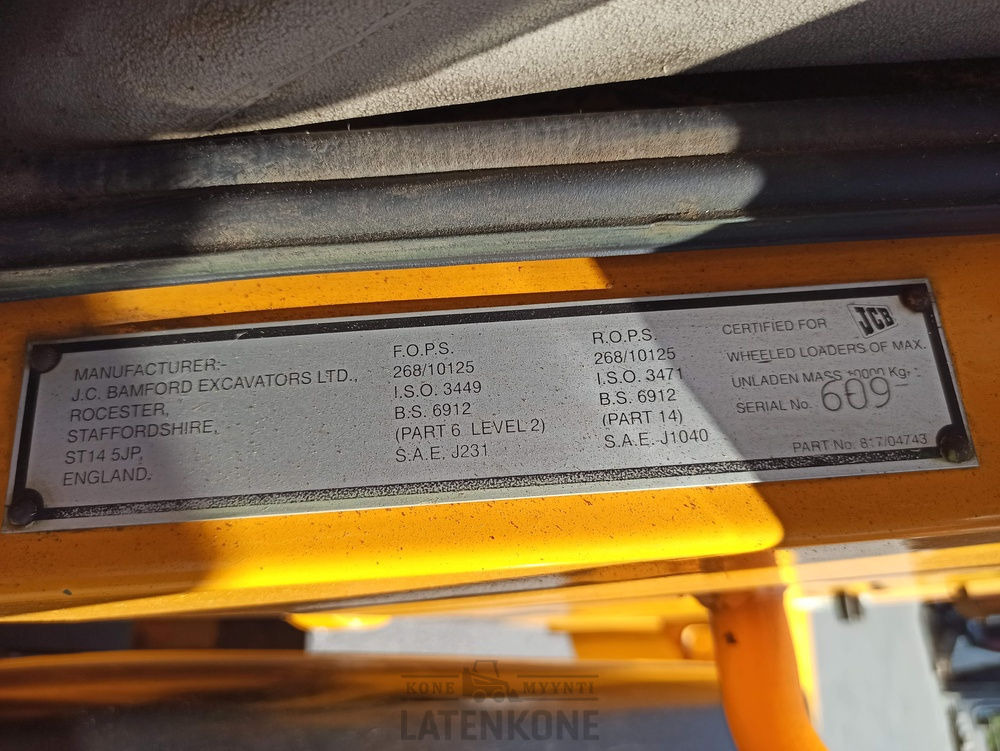 MANUFACTURER:-
J.C. BAMFORD EXCAVATORS LTD.,
ROCESTER,
STAFFORDSHIRE,
ST14 5JP,
ENGLAND.
F.O.P.S.
268/10125
I.S.O. 3449
B.S. 6912
(PART 6 LEVEL 2)
S.A.E. J231
R.O.P.S.
268/10125
I.S.O. 3471
B.S. 6912
(PART 14)
S.A.E. J1040
JCB
CERTIFIED FOR
WHEELED LOADERS OF MAX.
UNLADEN MASS Kg.
SERIAL No. 609
PART No. 817/04743
KONE MYYNTI
LATENKONE